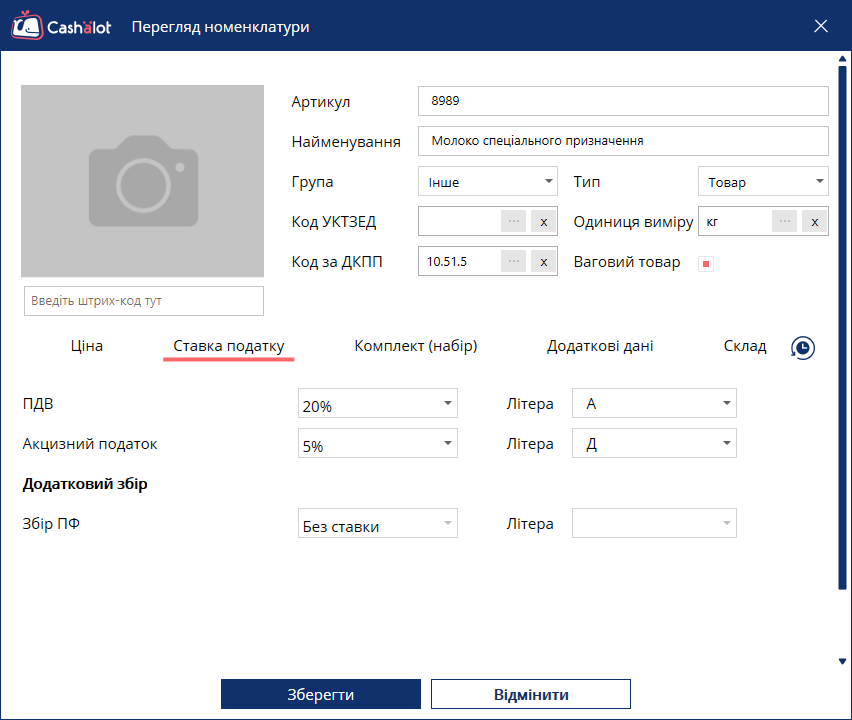 Cashalot Перегляд номенклатури
Артикул 8989
Найменування Молоко спеціального призначення
Група Інше Тип Товар
Код УКТЗЕД ... x Одиниця виміру кг ... x
Код за ДКПП 10.51.5 ... x Ваговий товар
Введіть штрих-код тут
Ціна Ставка податку Комплект (набір) Додаткові дані Склад
ПДВ 20% Літера А
Акцизний податок 5% Літера Д
Додатковий збір
Збір ПФ Без ставки Літера
Зберегти Відмінити